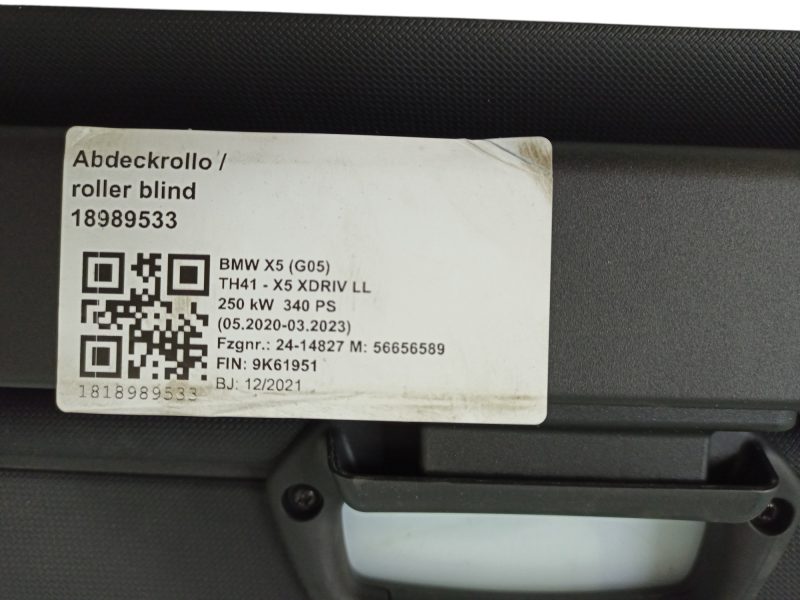 Abdeckrollo /
roller blind
18989533
BMW X5 (G05)
TH41 - X5 XDRIV LL
250 kW 340 PS
(05.2020-03.2023)
Fzgnr.: 24-14827 M: 56656589
FIN: 9K61951
BJ: 12/2021
1818989533